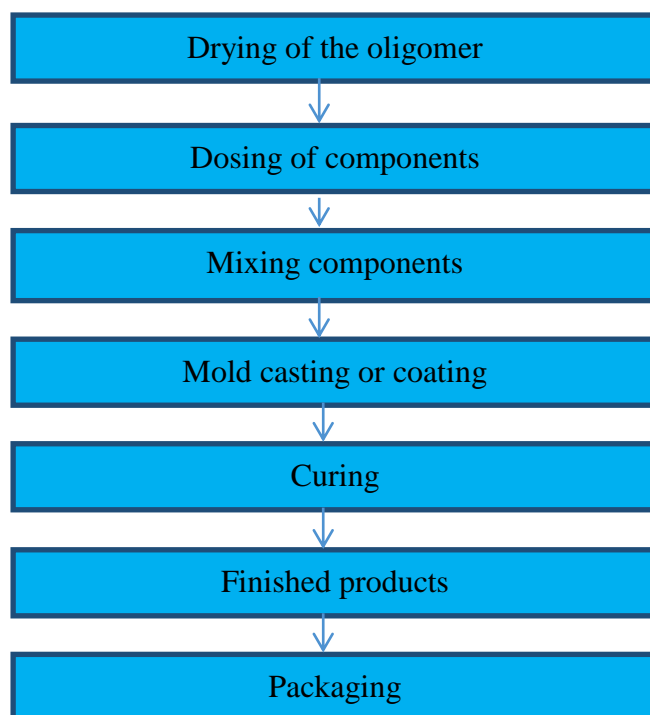 Drying of the oligomer
Dosing of components
Mixing components
Mold casting or coating
Curing
Finished products
Packaging